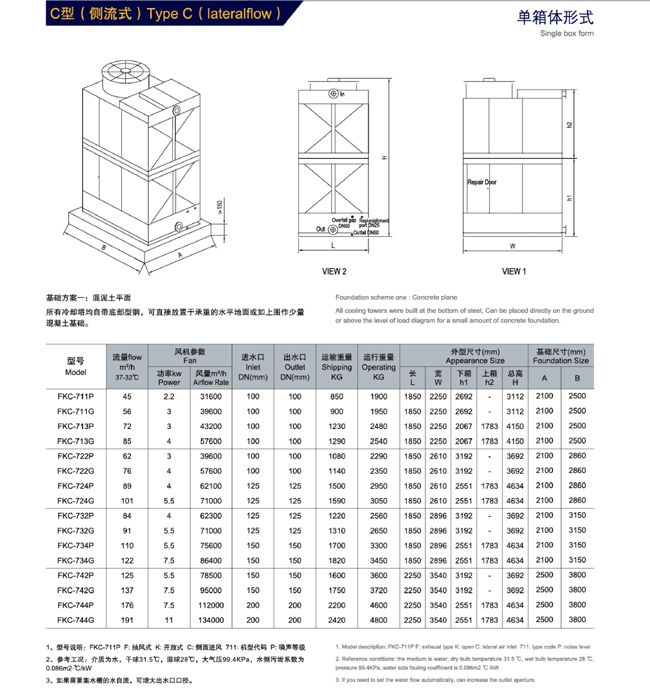 C型（侧流式）Type C（lateralflow）
单箱体形式
Single box form
In
H
h2
h1
Repair Door
>150
Overfall gap
DN50
Replenishment
port DN25
Out
Outfall DN50
B
A
L
W
VIEW 2
VIEW 1
基础方案一：混泥土平面
所有冷却塔均自带底部型钢，可直接放置于承重的水平地面或如上图作少量
混凝土基础。
Foundation scheme one : Concrete plane
All cooling towers were built at the bottom of steel, Can be placed directly on the ground
or above the level of load diagram for a small amount of concrete foundation.
型号 Model 流量flow m³/h 37-32℃ 风机参数 Fan 功率kw Power 风量m³/h Airflow Rate 进水口 Inlet DN(mm) 出水口 Outlet DN(mm) 运输重量 Shipping KG 运行重量 Operating KG 外型尺寸(mm) Appearance Size 长 L 宽 W 下箱 h1 上箱 h2 总高 H 基础尺寸(mm) Foundation Size A B
FKC-711P 45 2.2 31600 100 100 850 1900 1850 2250 2692 - 3112 2100 2500
FKC-711G 56 3 39600 100 100 900 1950 1850 2250 2692 - 3112 2100 2500
FKC-713P 72 3 43200 100 100 1230 2480 1850 2250 2067 1783 4150 2100 2500
FKC-713G 85 4 57600 100 100 1290 2540 1850 2250 2067 1783 4150 2100 2500
FKC-722P 62 3 39600 100 100 1080 2290 1850 2610 3192 - 3692 2100 2860
FKC-722G 76 4 57600 100 100 1140 2350 1850 2610 3192 - 3692 2100 2860
FKC-724P 89 4 62100 125 125 1500 2950 1850 2610 2551 1783 4634 2100 2860
FKC-724G 101 5.5 71000 125 125 1590 3050 1850 2610 2551 1783 4634 2100 2860
FKC-732P 84 4 62300 125 125 1220 2560 1850 2896 3192 - 3692 2100 3150
FKC-732G 91 5.5 71000 125 125 1310 2650 1850 2896 3192 - 3692 2100 3150
FKC-734P 110 5.5 75600 150 150 1700 3300 1850 2896 2551 1783 4634 2100 3150
FKC-734G 122 7.5 86400 150 150 1820 3450 1850 2896 2551 1783 4634 2100 3150
FKC-742P 125 5.5 78500 150 150 1600 3600 2250 3540 3192 - 3692 2500 3800
FKC-742G 137 7.5 95000 150 150 1750 3720 2250 3540 3192 - 3692 2500 3800
FKC-744P 176 7.5 112000 200 200 2200 4600 2250 3540 2551 1783 4634 2500 3800
FKC-744G 191 11 134000 200 200 2420 4800 2250 3540 2551 1783 4634 2500 3800
1、型号说明：FKC-711P F: 抽风式 K: 开放式 C: 侧面进风 711: 机型代码 P: 噪声等级
2、参考工况：介质为水，干球31.5℃，湿球28℃，大气压99.4KPa，水侧污垢系数为
0.086m2 ℃/kW
3、如果需要集水槽的水自流，可增大出水口口径。
1. Model description: FKC-711P F: exhaust type K: open C: lateral air inlet 711: type code P: noise level
2. Reference conditions: the medium is water, dry bulb temperature 31.5 ℃, wet bulb temperature 28 ℃,
pressure 99.4KPa, water side fouling coefficient is 0.086m2 ℃ /kW
3. If you need to set the water flow automatically, can increase the outlet aperture.